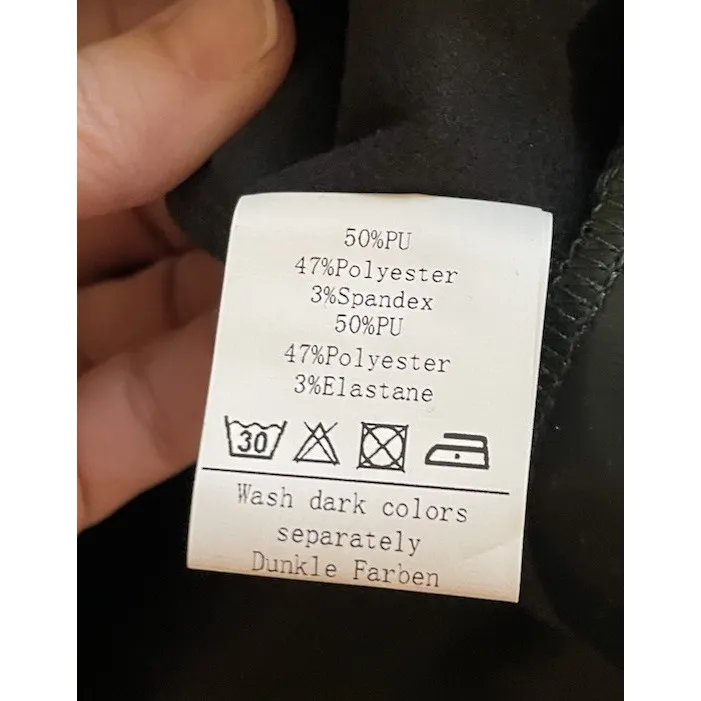 50%PU
47%Polyester
3%Spandex
50%PU
47%Polyester
3%Elastane
30
Wash dark colors
separately
Dunkle Farben